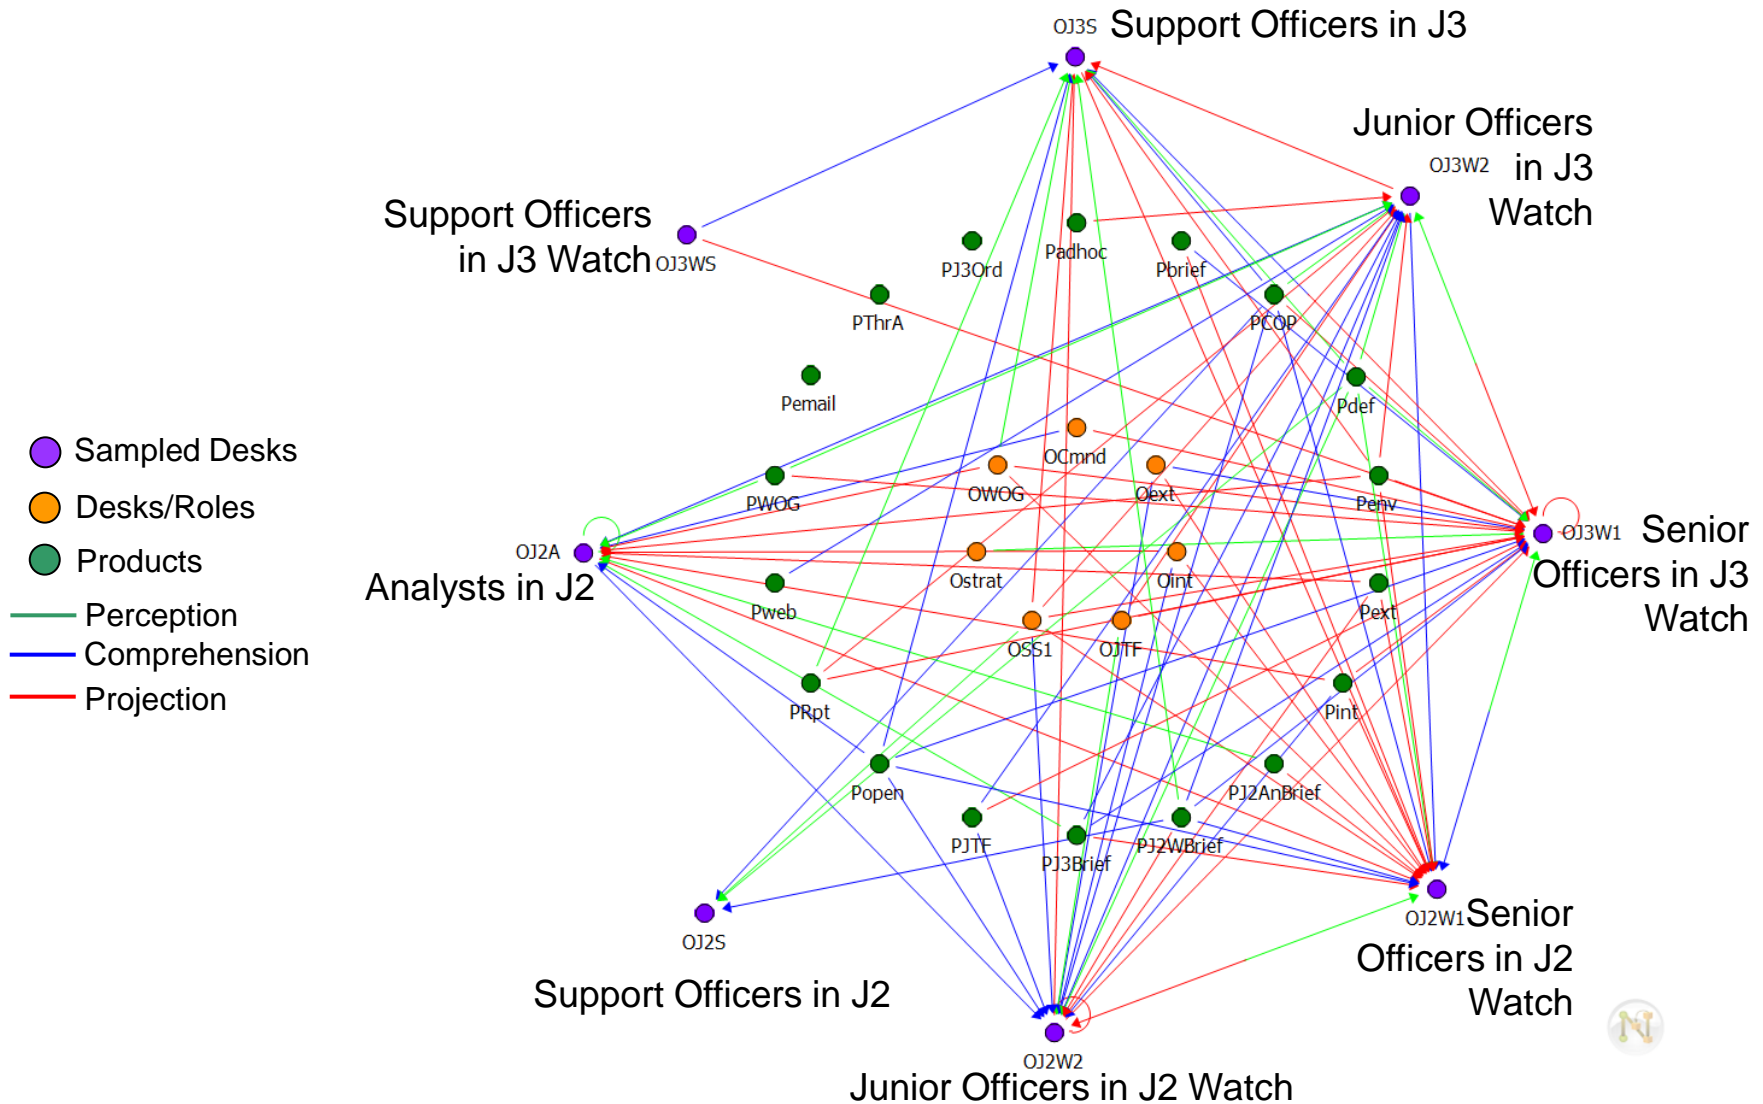 OJ3S
Support Officers in J3
Junior Officers
in J3
Watch
OJ3W2
Support Officers
in J3 Watch
OJ3WS
PJ3Ord
Padhoc
Pbrief
PThrA
PCOP
Pemail
Pdef
OCmnd
PWOG
OWOG
Oext
Penv
Sampled Desks
Desks/Roles
Products
Perception
Comprehension
Projection
OJ2A
Analysts in J2
Ostrat
Oint
OJ3W1
Senior
Officers in J3
Watch
Pweb
Pext
OSS1
OJTF
PRpt
Pint
Popen
PJ2AnBrief
PJTF
PJ3Brief
PJ2WBrief
OJ2S
Support Officers in J2
OJ2W1
Senior
Officers in J2
Watch
OJ2W2
Junior Officers in J2 Watch
N